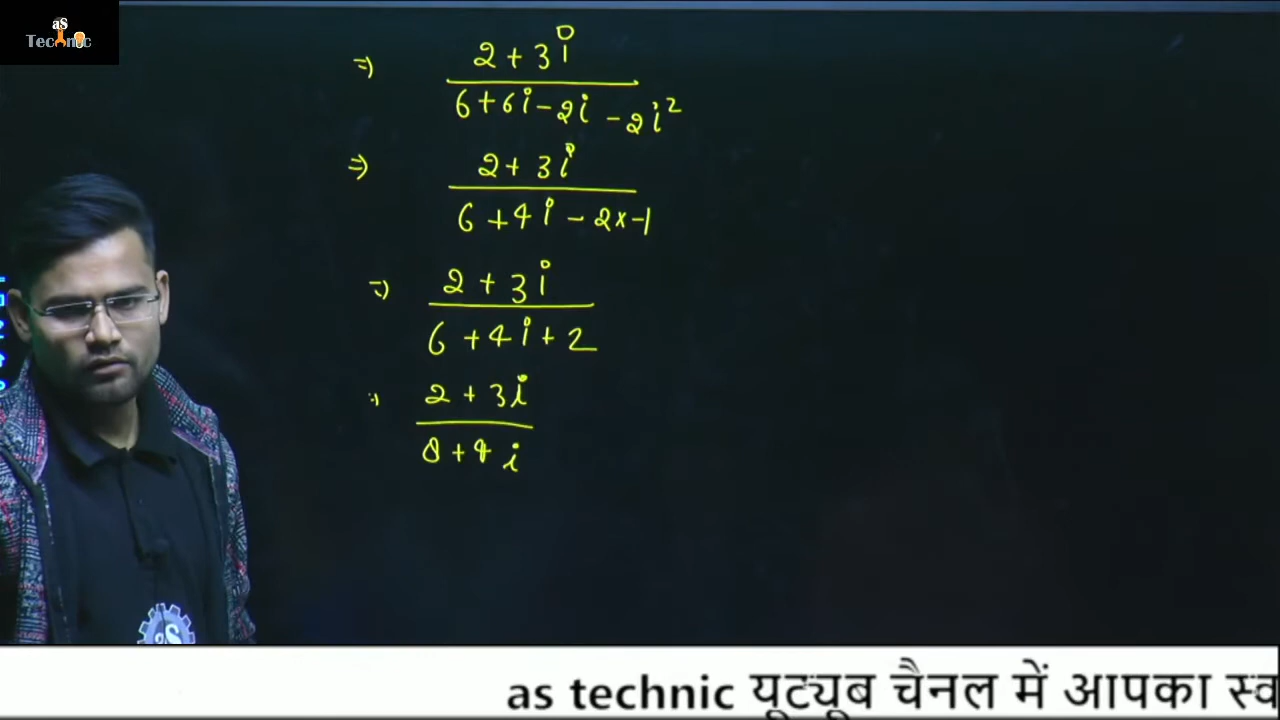 as
Technic
=> 2 + 3i
6 + 6i - 2i - 2i²
=> 2 + 3i
6 + 4i - 2x-1
=> 2 + 3i
6 + 4i + 2
2 + 3i
8 + 4i
as
as technic यूट्यूब चैनल में आपका स्व